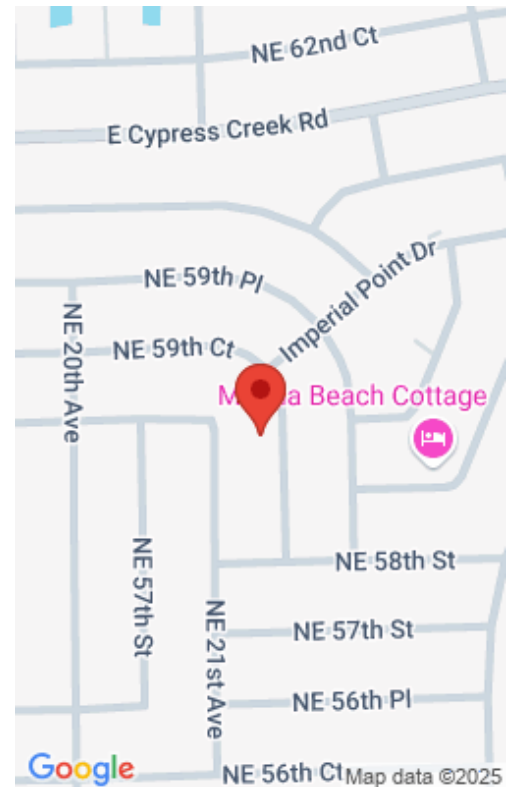 NE 62nd Ct
E Cypress Creek Rd
NE 59th Pl
Imperial Point Dr
NE 20th Ave
NE 59th Ct
Beach Cottage
NE 57th St
NE 58th St
NE 21st Ave
NE 57th St
NE 56th Pl
Google
NE 56th Ct
Map data ©2025